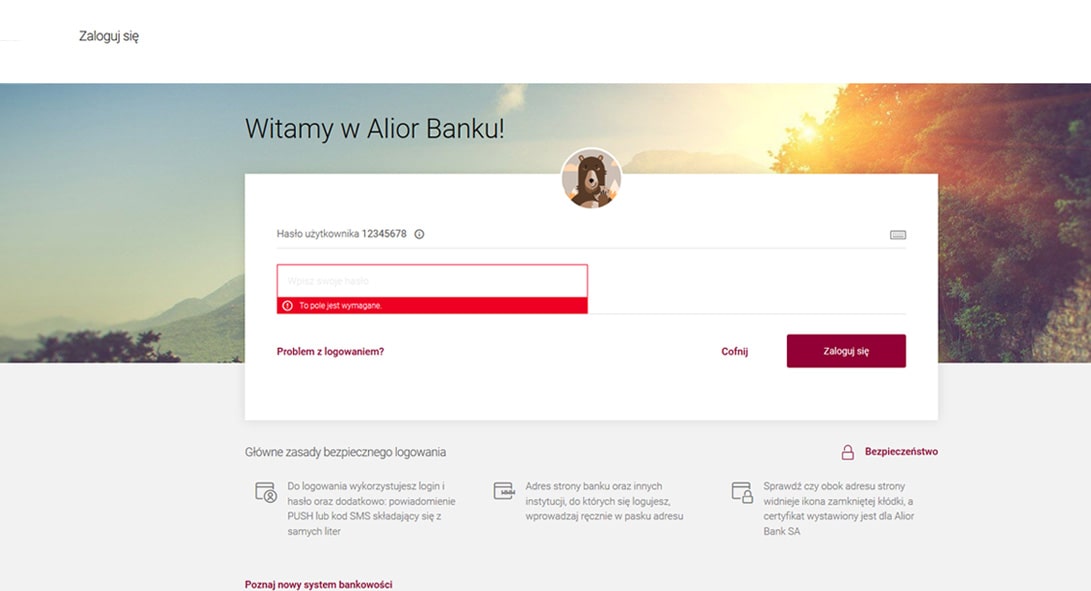 Zaloguj się
Witamy w Alior Banku!
Hasło użytkownika 12345678
Wpisz swoje hasło
To pole jest wymagane.
Problem z logowaniem?
Cofnij
Zaloguj się
Główne zasady bezpiecznego logowania
Bezpieczeństwo
Do logowania wykorzystujesz login i
hasło oraz dodatkowo: powiadomienie
PUSH lub kod SMS składający się z
samych liter
Adres strony banku oraz innych
instytucji, do których się logujesz,
wprowadzaj ręcznie w pasku adresu
Sprawdź czy obok adresu strony
widnieje ikona zamkniętej kłódki, a
certyfikat wystawiony jest dla Alior
Bank SA
Poznaj nowy system bankowości